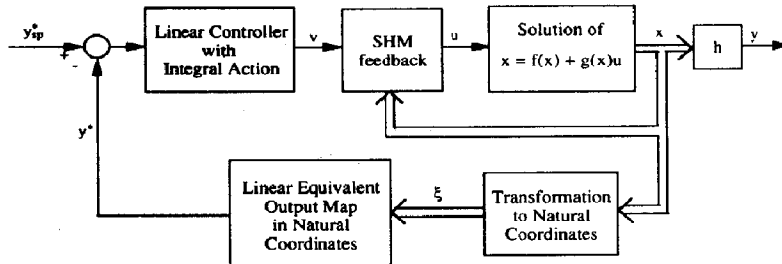 y*sp
+
-
Linear Controller
with
Integral Action
v
SHM
feedback
u
Solution of
x = f(x) + g(x)u
x
h
y
y*
Linear Equivalent
Output Map
in Natural
Coordinates
ξ
Transformation
to Natural
Coordinates